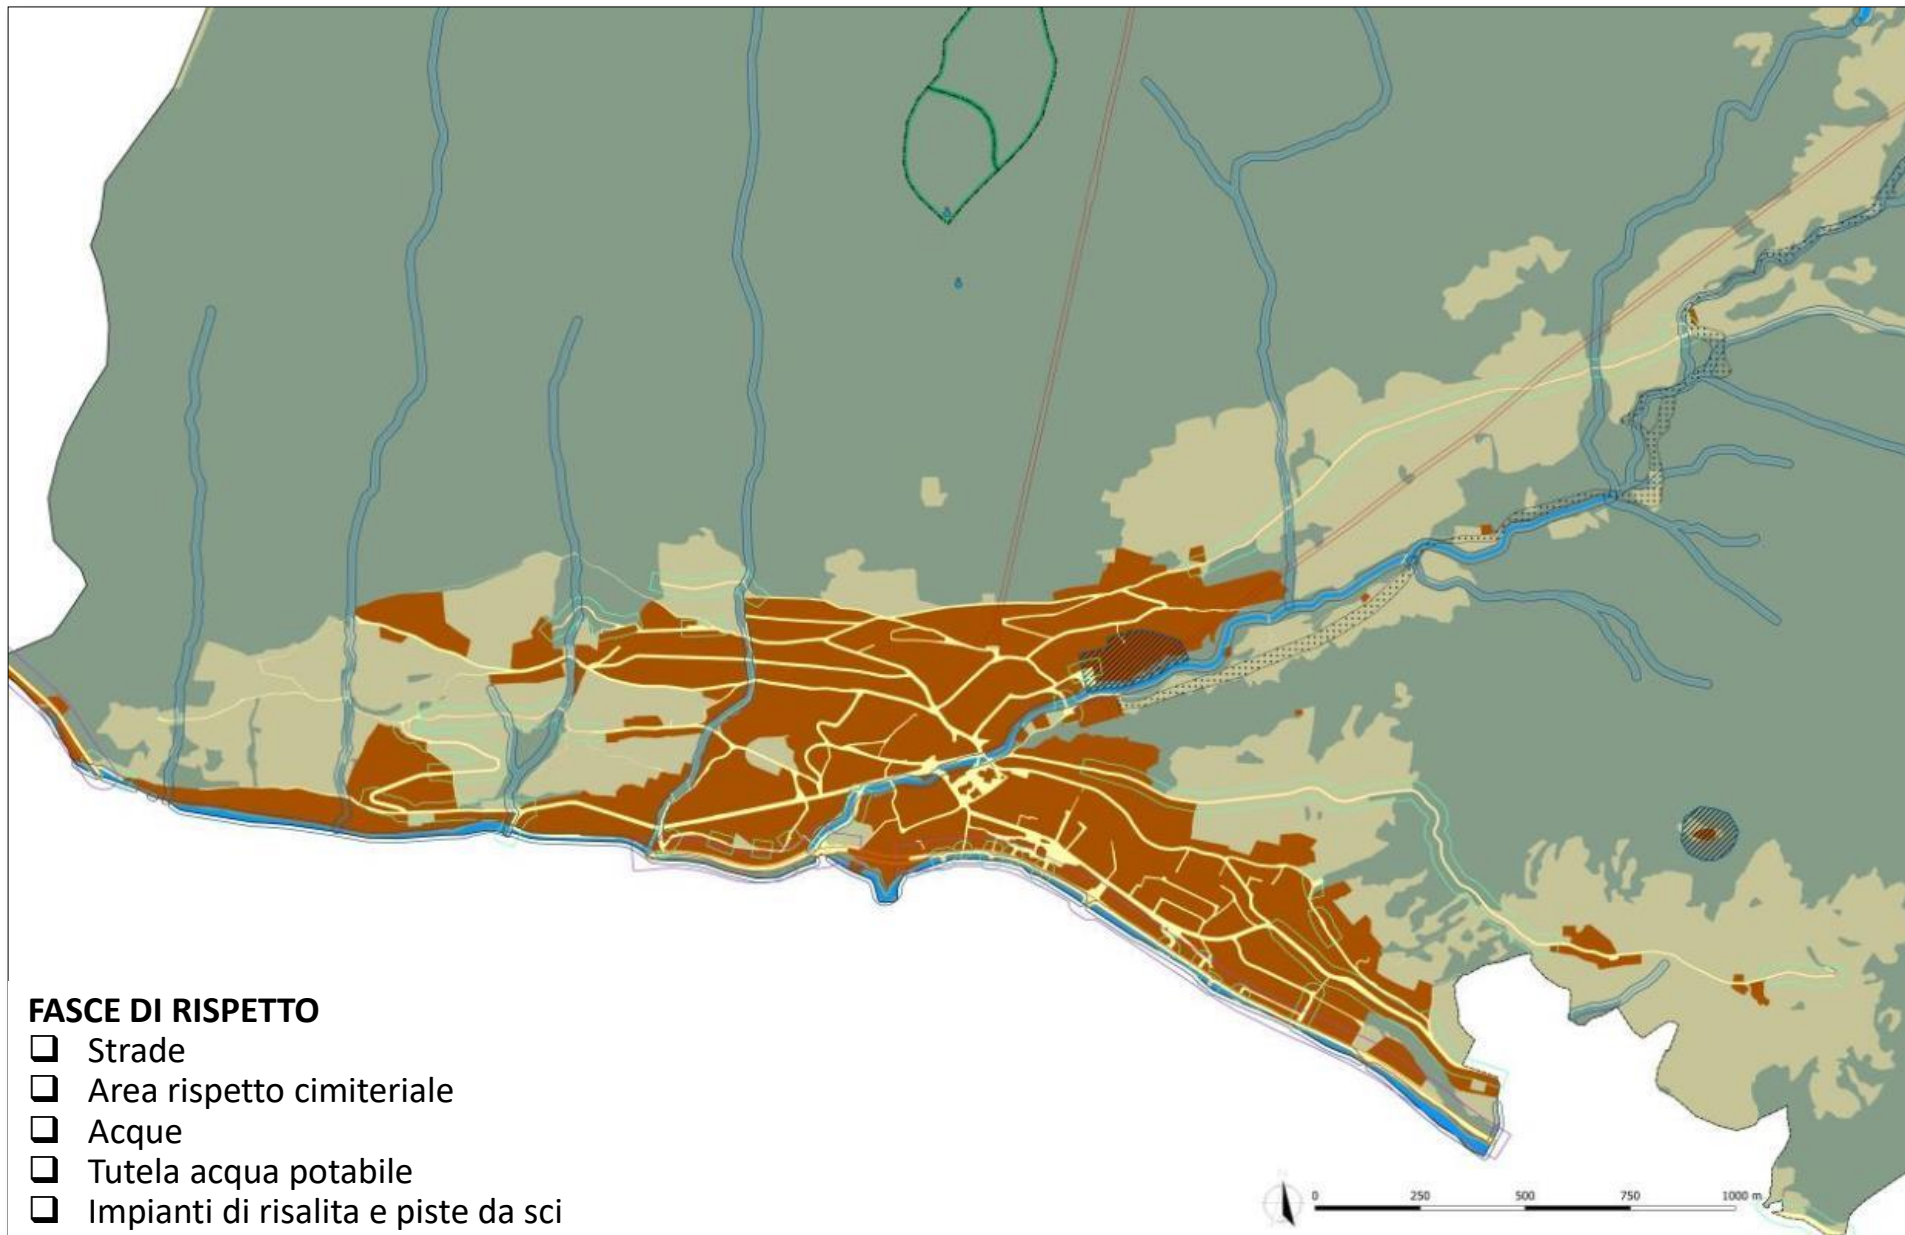 FASCE DI RISPETTO
❑ Strade
❑ Area rispetto cimiteriale
❑ Acque
❑ Tutela acqua potabile
❑ Impianti di risalita e piste da sci
0 250 500 750 1000 m